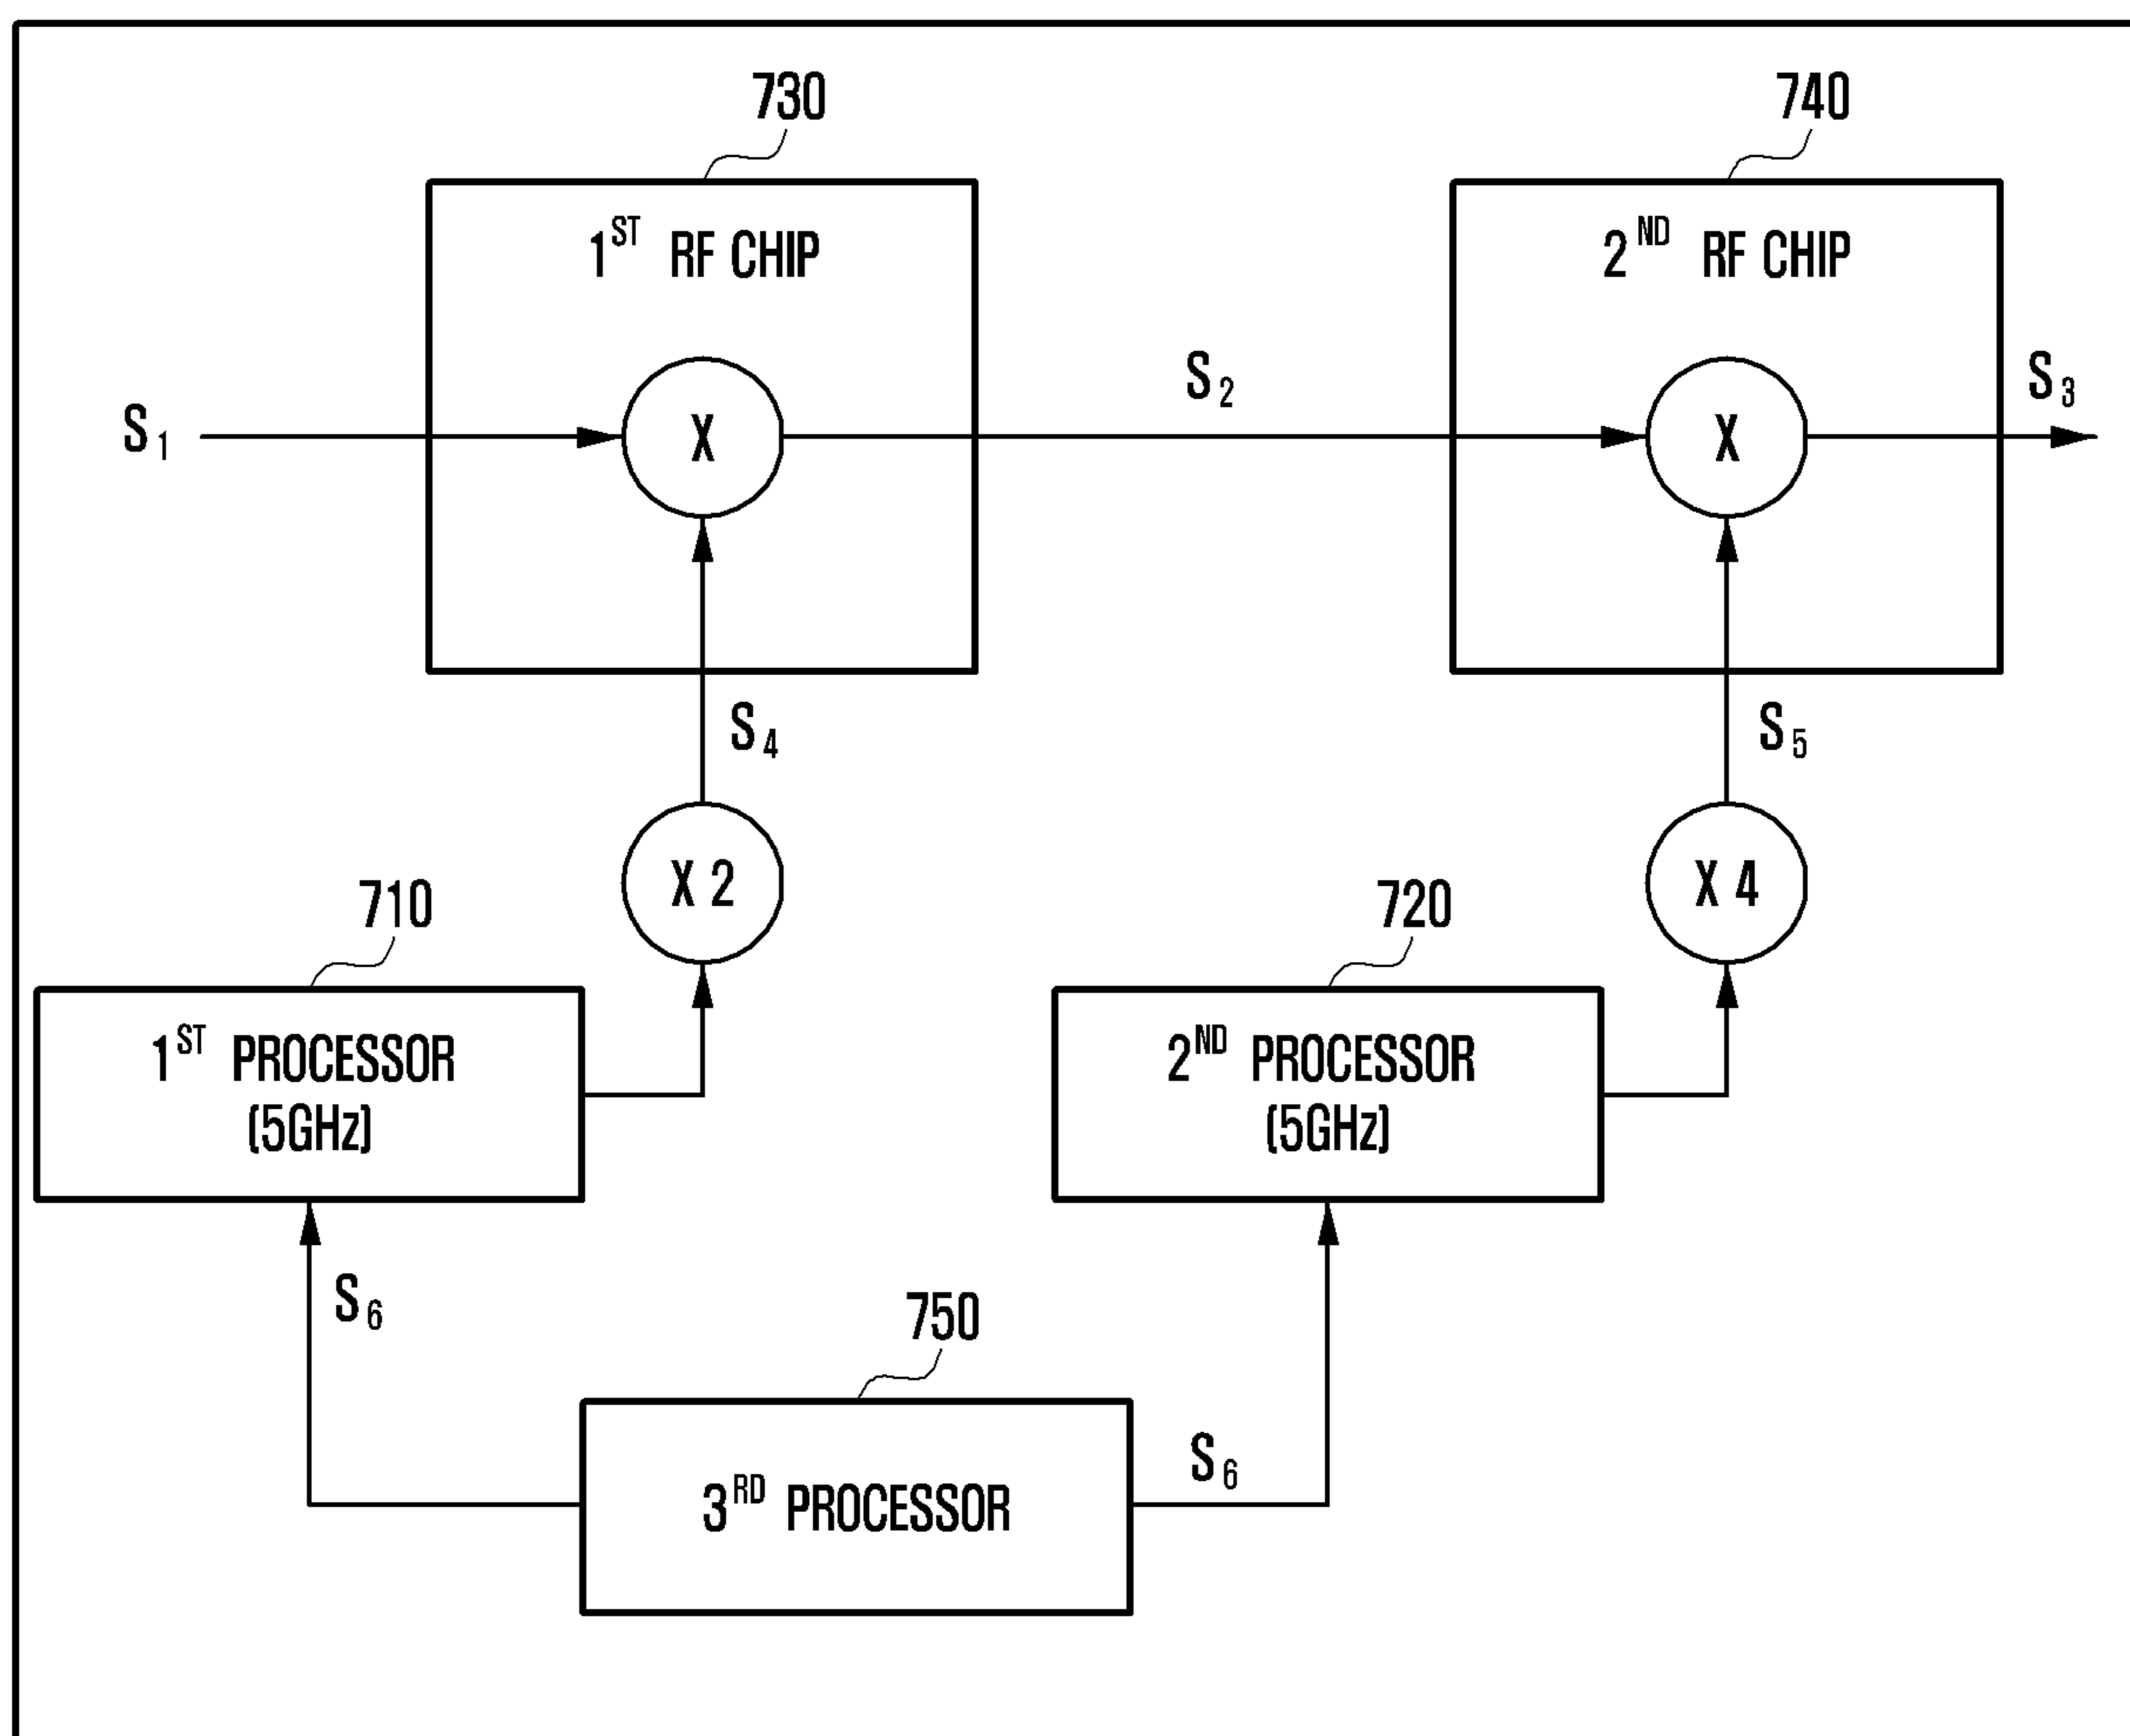 730
740
1ST RF CHIP
2ND RF CHIP
S1
X
S2
X
S3
S4
S5
X 2
X 4
710
720
1ST PROCESSOR
(5GHz)
2ND PROCESSOR
(5GHz)
S6
750
S6
3RD PROCESSOR